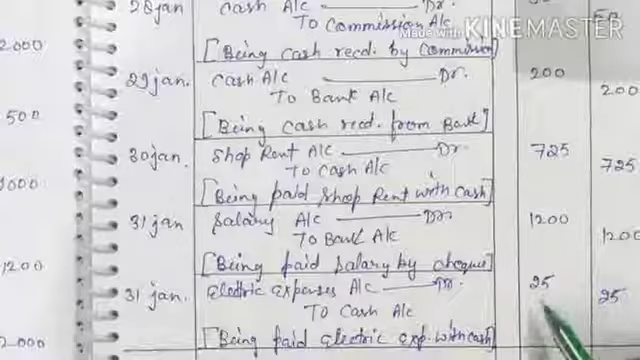 28 jan cash A/c Dr.
To Commission A/c 50
Made with KINEMASTER
2000 [Being cash recd. by commission]
29 jan. cash A/c Dr. 200
To Bank A/c 200
500 [Being cash recd. from Bank]
30 jan. Shop Rent A/c Dr. 725
To Cash A/c 725
[Being paid Shop Rent with cash]
31 jan Salary A/c Dr. 1200
To Bank A/c 1200
1200 [Being paid salary by cheque]
31 jan. electric expenses A/c Dr. 25
To Cash A/c 25
2000 [Being paid electric exp. with cash]